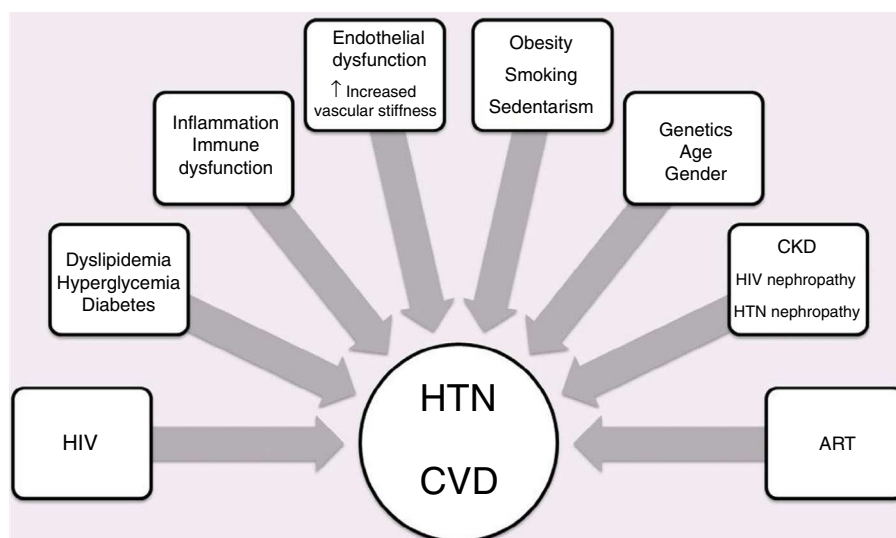 Endothelial
dysfunction
↑ Increased
vascular stiffness
Obesity
Smoking
Sedentarism
Inflammation
Immune
dysfunction
Genetics
Age
Gender
Dyslipidemia
Hyperglycemia
Diabetes
CKD
HIV nephropathy
HTN nephropathy
HIV
HTN
CVD
ART